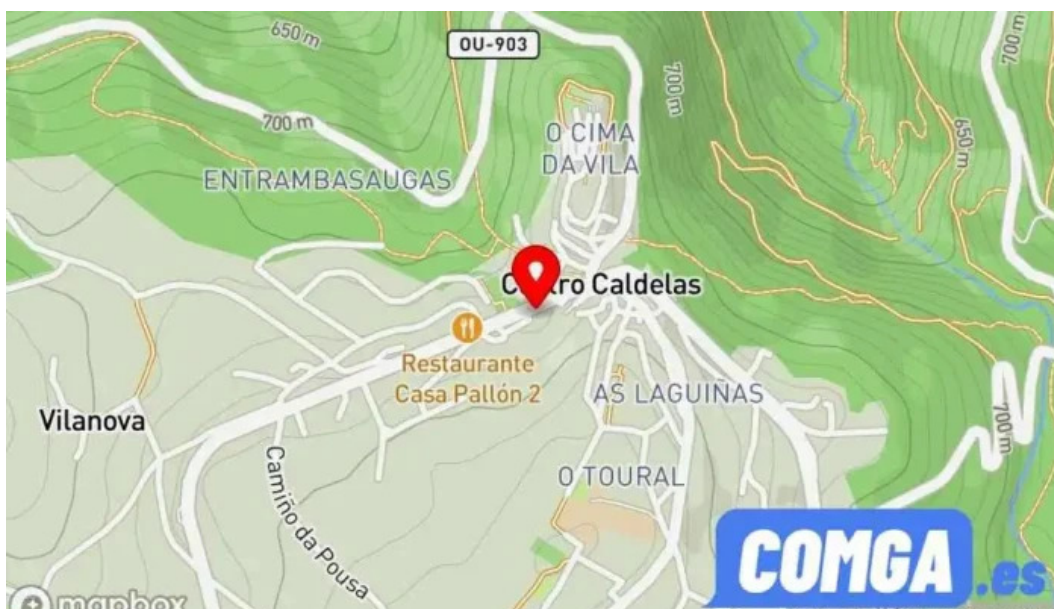 650 m
OU-903
700 m
700 m
700 m
650 m
O CIMA
DA VILA
ENTRAMBASAUGAS
Caldelas
Restaurante
Casa Pallón 2
AS LAGUIÑAS
Vilanova
700 m
O TOURAL
Camiño da Pousa
COMGA.es
mapbox